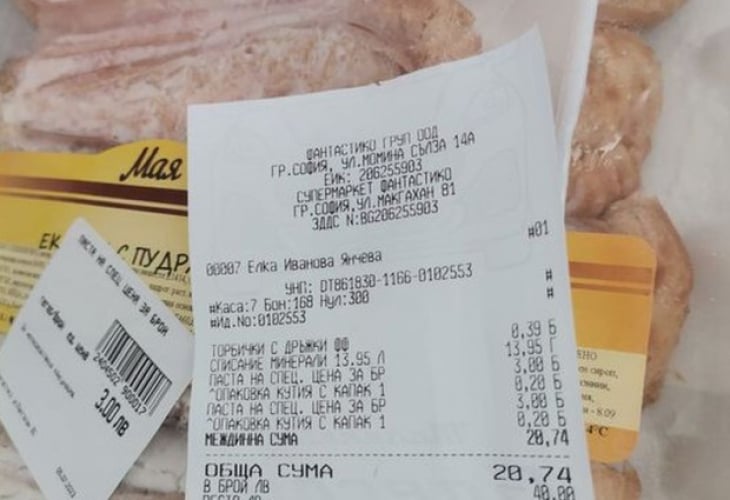 ФАНТАСТИКО ГРУП ООД
ГР.СОФИЯ, УЛ.МОМИНА СЪЛЗА 14А
ЕИК: 206255903
СУПЕРМАРКЕТ ФАНТАСТИКО
ГР.СОФИЯ,УЛ.МАКГАХАН 81
ЗДДС N:BG206255903
#01
00007 Елка Иванова Янчева
УНП: DT861830-1166-0102553
#Каса:7 Бон:168 Нул:300 #
#Ид.No:0102553 #
ТОРБИЧКИ С ДРЪЖКИ ФФ 0,39 Б
СПИСАНИЕ МИНЕРАЛИ 13.95 Л 13,95 Г
ПАСТА НА СПЕЦ. ЦЕНА ЗА БР 3,00 Б
^ОПАКОВКА КУТИЯ С КАПАК 1 0,20 Б
ПАСТА НА СПЕЦ. ЦЕНА ЗА БР 3,00 Б
^ОПАКОВКА КУТИЯ С КАПАК 1 0,20 Б
МЕЖДИННА СУМА 20,74
ОБЩА СУМА 20,74
В БРОЙ ЛВ 40,00
Мая
С ПУДРА
ПАСТА НА СПЕЦ ЦЕНА ЗА БРОЙ
3,00 лв